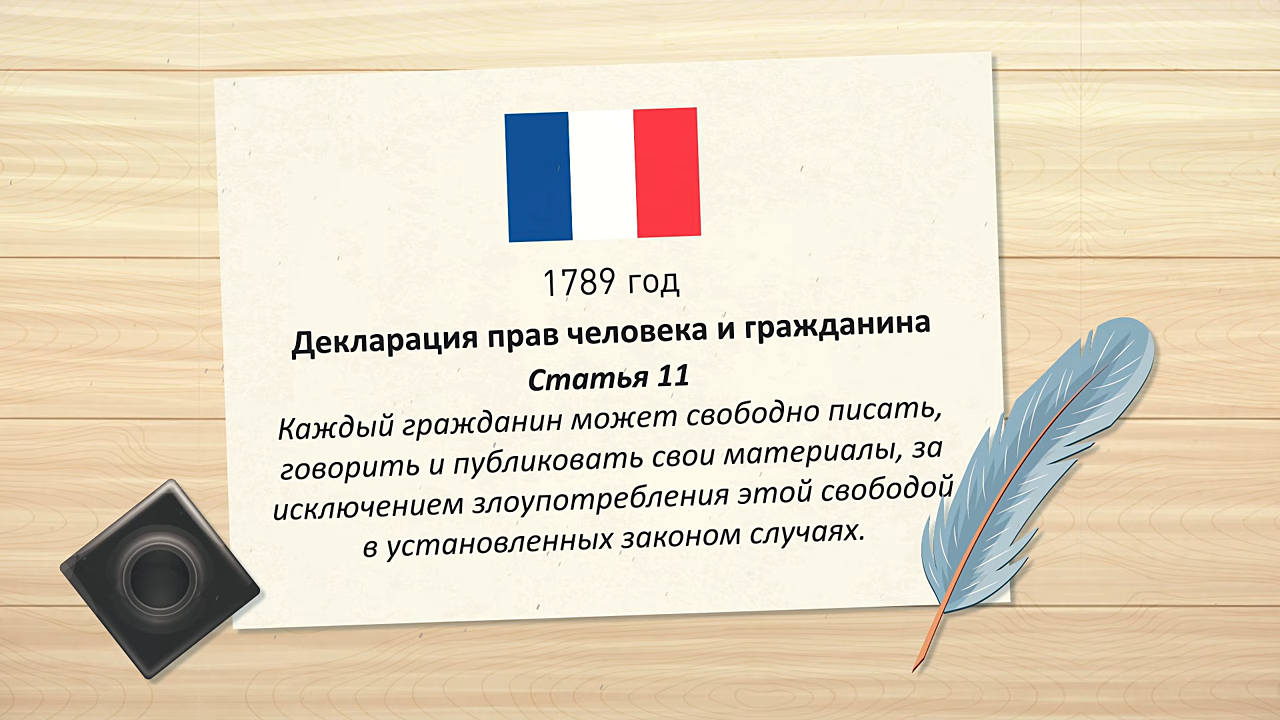 1789 год
Декларация прав человека и гражданина
Статья 11
Каждый гражданин может свободно писать,
говорить и публиковать свои материалы, за
исключением злоупотребления этой свободой
в установленных законом случаях.